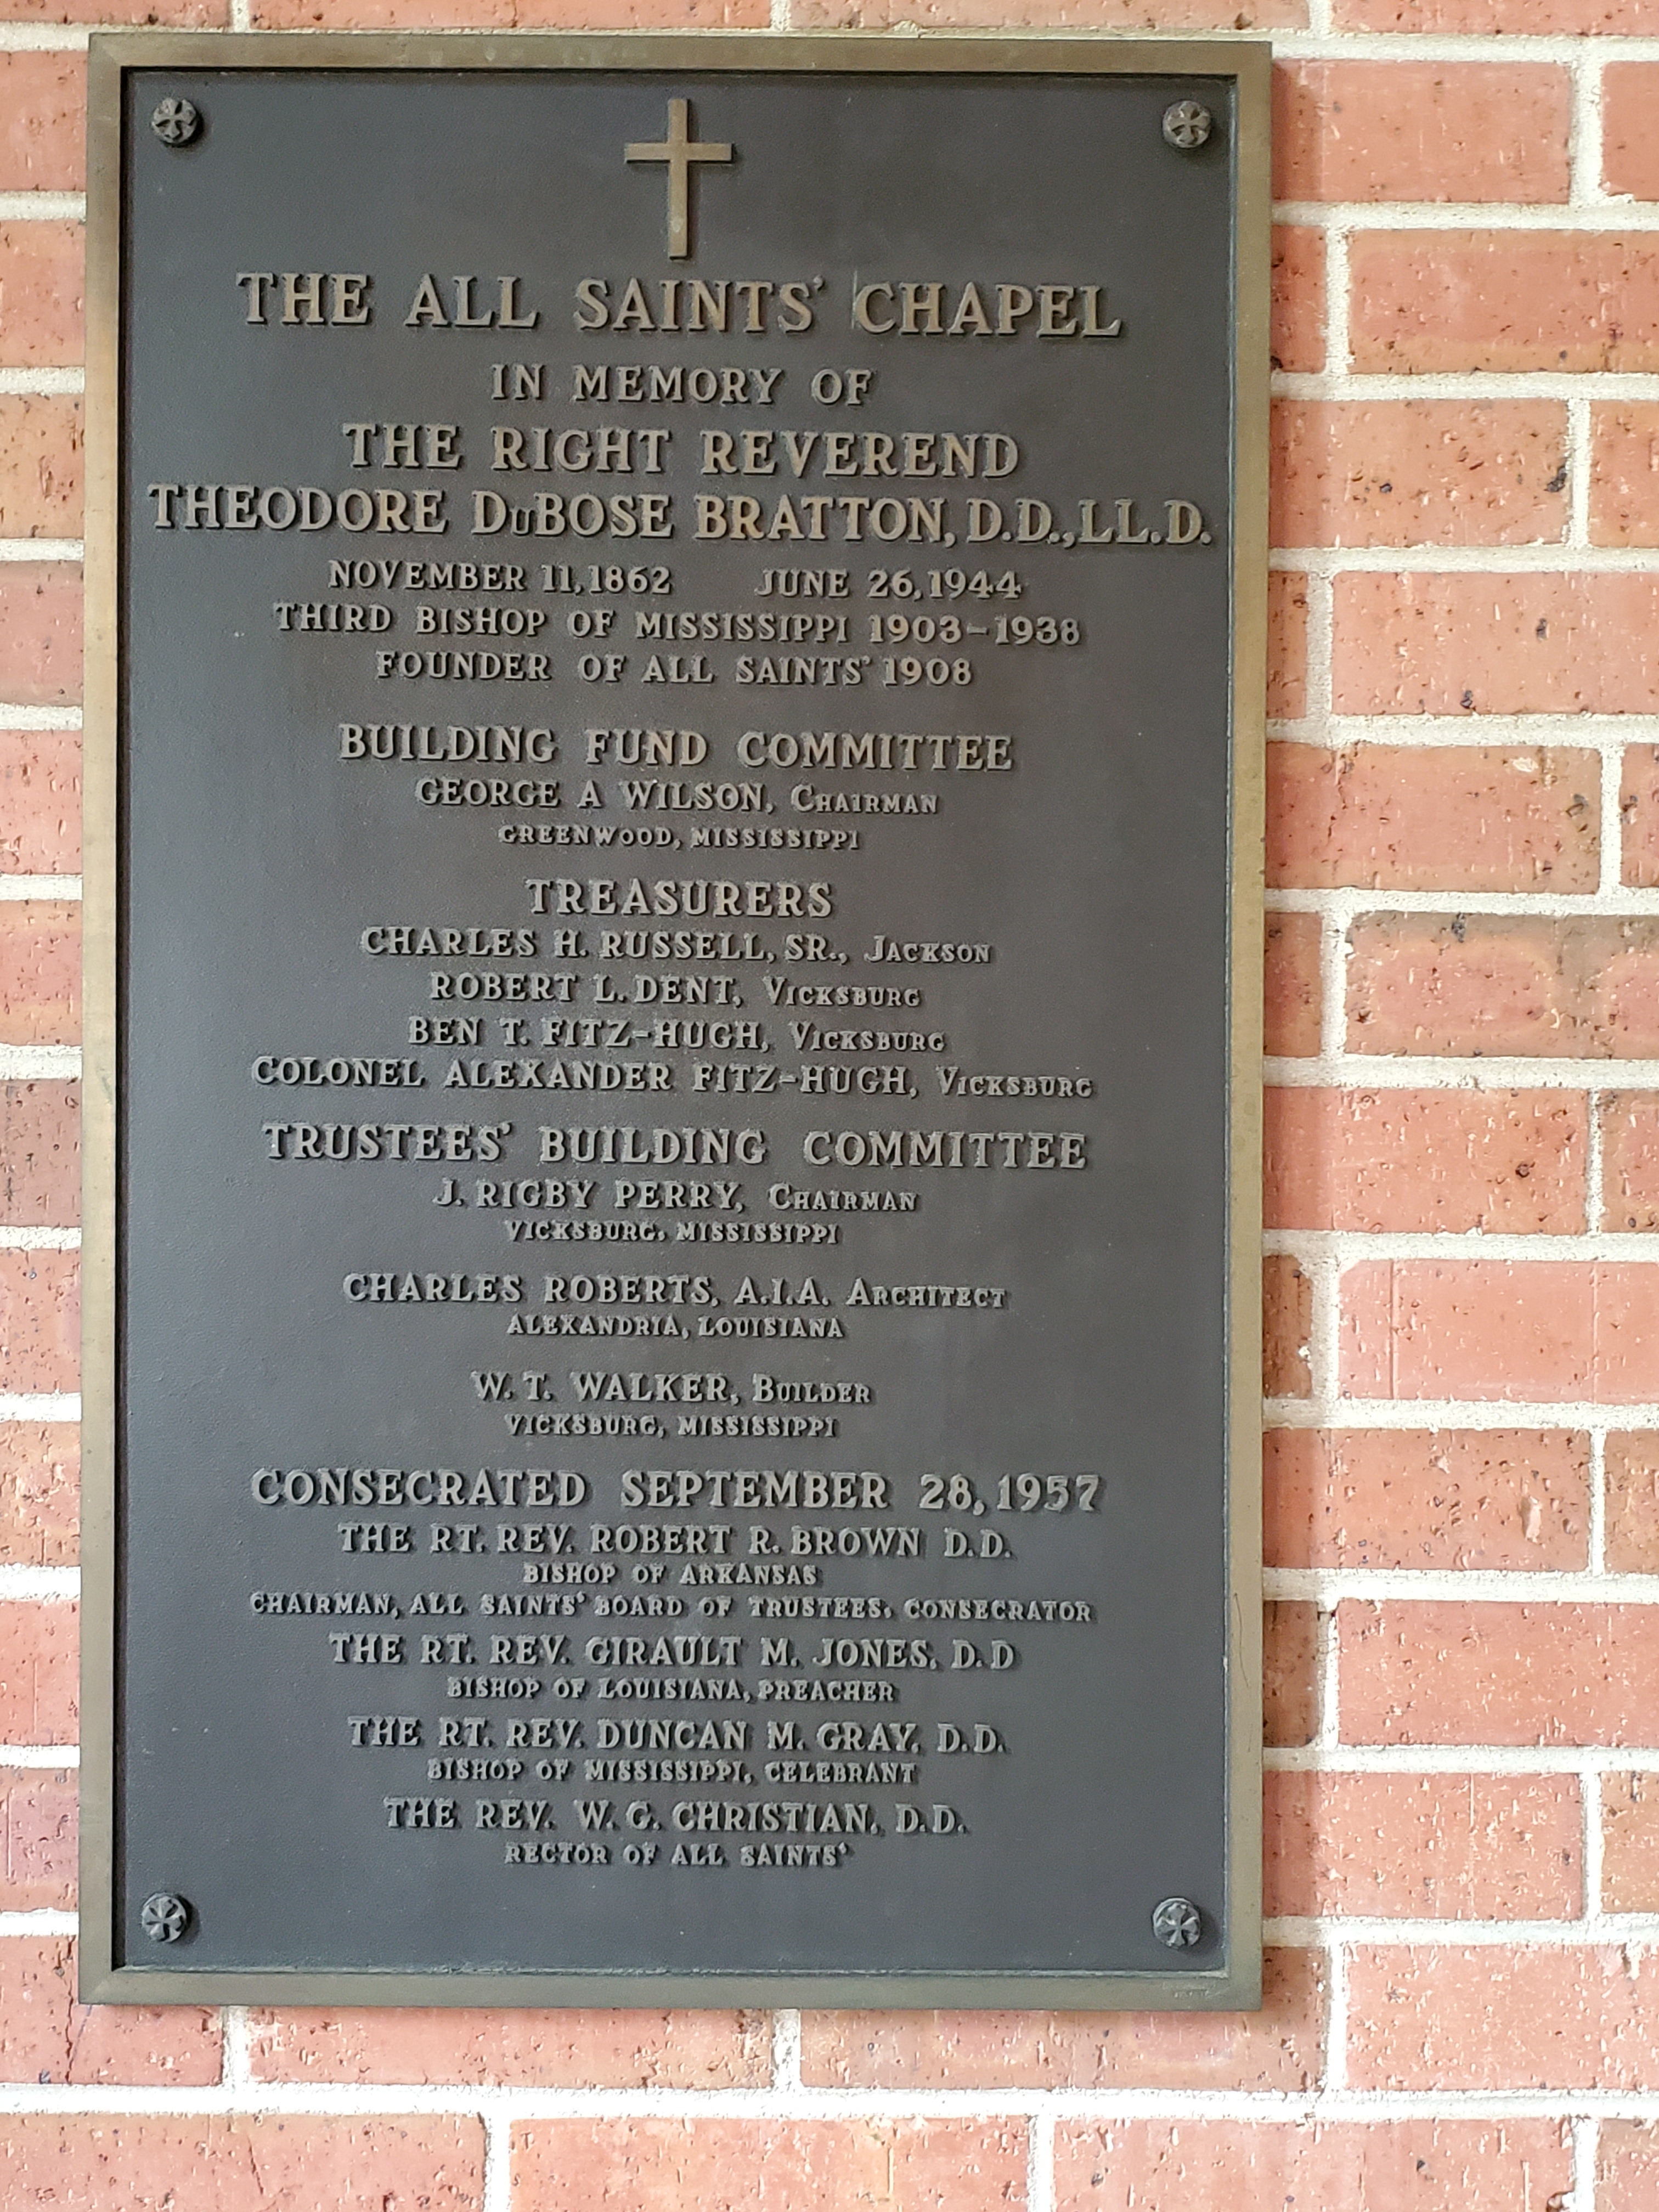 THE ALL SAINTS' CHAPEL
IN MEMORY OF
THE RIGHT REVEREND
THEODORE DuBOSE BRATTON, D.D., LL.D.
NOVEMBER 11, 1862 JUNE 26, 1944
THIRD BISHOP OF MISSISSIPPI 1903-1938
FOUNDER OF ALL SAINTS' 1908
BUILDING FUND COMMITTEE
GEORGE A WILSON, CHAIRMAN
GREENWOOD, MISSISSIPPI
TREASURERS
CHARLES H. RUSSELL, SR., JACKSON
ROBERT L. DENT, VICKSBURG
BEN T. FITZ-HUGH, VICKSBURG
COLONEL ALEXANDER FITZ-HUGH, VICKSBURG
TRUSTEES' BUILDING COMMITTEE
J. RIGBY PERRY, CHAIRMAN
VICKSBURG, MISSISSIPPI
CHARLES ROBERTS, A.I.A. ARCHITECT
ALEXANDRIA, LOUISIANA
W. T. WALKER, BUILDER
VICKSBURG, MISSISSIPPI
CONSECRATED SEPTEMBER 28, 1957
THE RT. REV. ROBERT R. BROWN D.D.
BISHOP OF ARKANSAS
CHAIRMAN, ALL SAINTS' BOARD OF TRUSTEES, CONSECRATOR
THE RT. REV. GIRAULT M. JONES, D.D
BISHOP OF LOUISIANA, PREACHER
THE RT. REV. DUNCAN M. GRAY, D.D.
BISHOP OF MISSISSIPPI, CELEBRANT
THE REV. W. G. CHRISTIAN, D.D.
RECTOR OF ALL SAINTS'